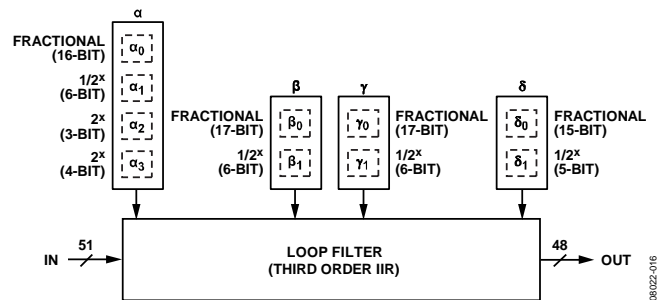 α
FRACTIONAL
(16-BIT)
α0
1/2x
(6-BIT)
α1
2x
(3-BIT)
α2
2x
(4-BIT)
α3
β
FRACTIONAL
(17-BIT)
β0
1/2x
(6-BIT)
β1
γ
γ0
FRACTIONAL
(17-BIT)
γ1
1/2x
(6-BIT)
δ
δ0
FRACTIONAL
(15-BIT)
δ1
1/2x
(5-BIT)
IN
51
LOOP FILTER
(THIRD ORDER IIR)
48
OUT
08022-016